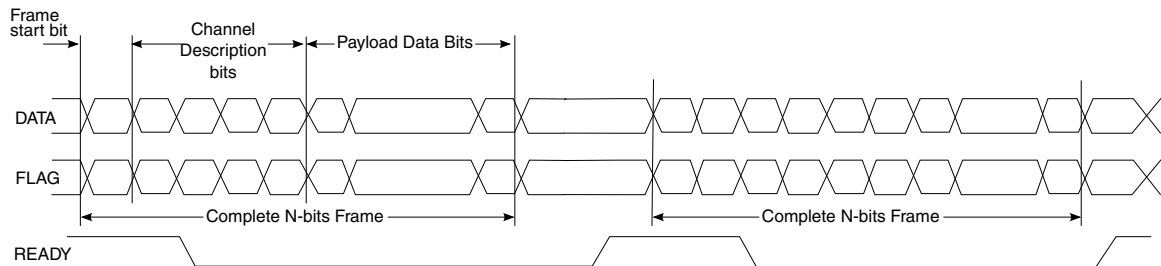 Frame
start bit
Channel
Description
bits
Payload Data Bits
DATA
FLAG
Complete N-bits Frame
Complete N-bits Frame
READY